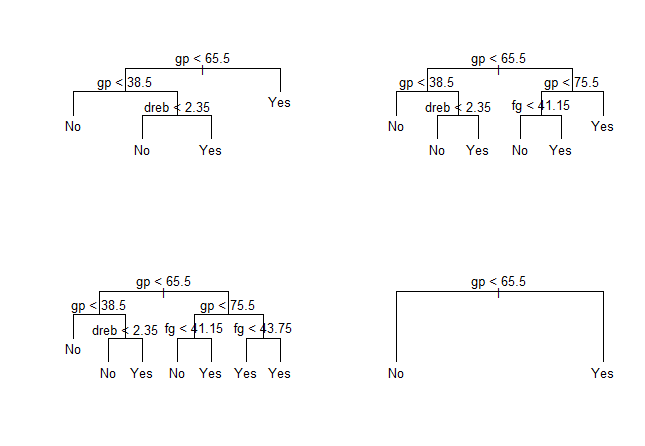 gp < 65.5
gp < 38.5
dreb < 2.35
Yes
No
No
Yes
gp < 65.5
gp < 38.5
gp < 75.5
dreb < 2.35
fg < 41.15
No
Yes
No
Yes
No
Yes
gp < 65.5
gp < 38.5
gp < 75.5
dreb < 2.35
fg < 41.15
fg < 43.75
No
No
Yes
No
Yes
Yes
Yes
gp < 65.5
No
Yes